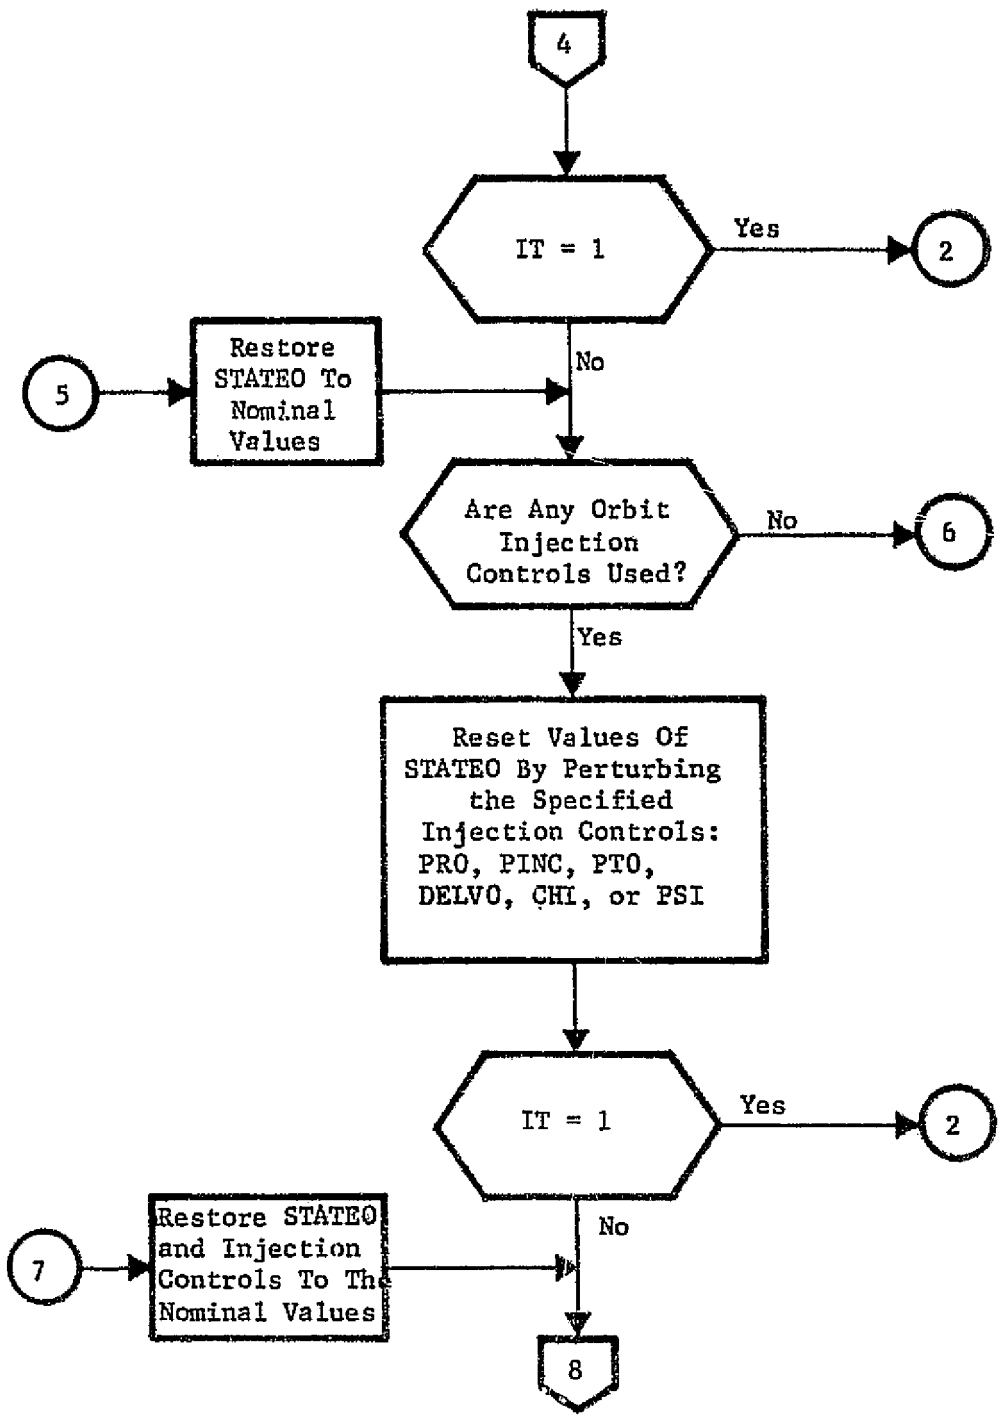 4
IT = 1
Yes
2
No
5
Restore
STATEO To
Nominal
Values
Are Any Orbit
Injection
Controls Used?
No
6
Yes
Reset Values Of
STATEO By Perturbing
the Specified
Injection Controls:
PRO, PINC, PTO,
DELVO, CHI, or PSI
IT = 1
Yes
2
No
7
Restore STATEO
and Injection
Controls To The
Nominal Values
8